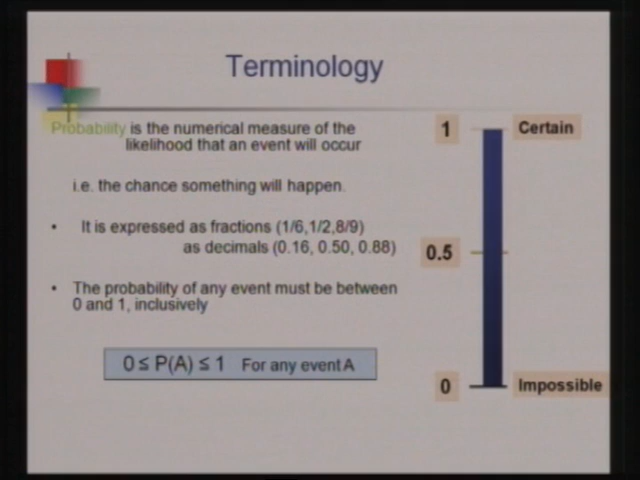 Terminology
Probability is the numerical measure of the
likelihood that an event will occur
i.e. the chance something will happen.
• It is expressed as fractions (1/6,1/2,8/9)
as decimals (0.16, 0.50, 0.88)
• The probability of any event must be between
0 and 1, inclusively
0 ≤ P(A) ≤ 1 For any event A
1 Certain
0.5
0 Impossible